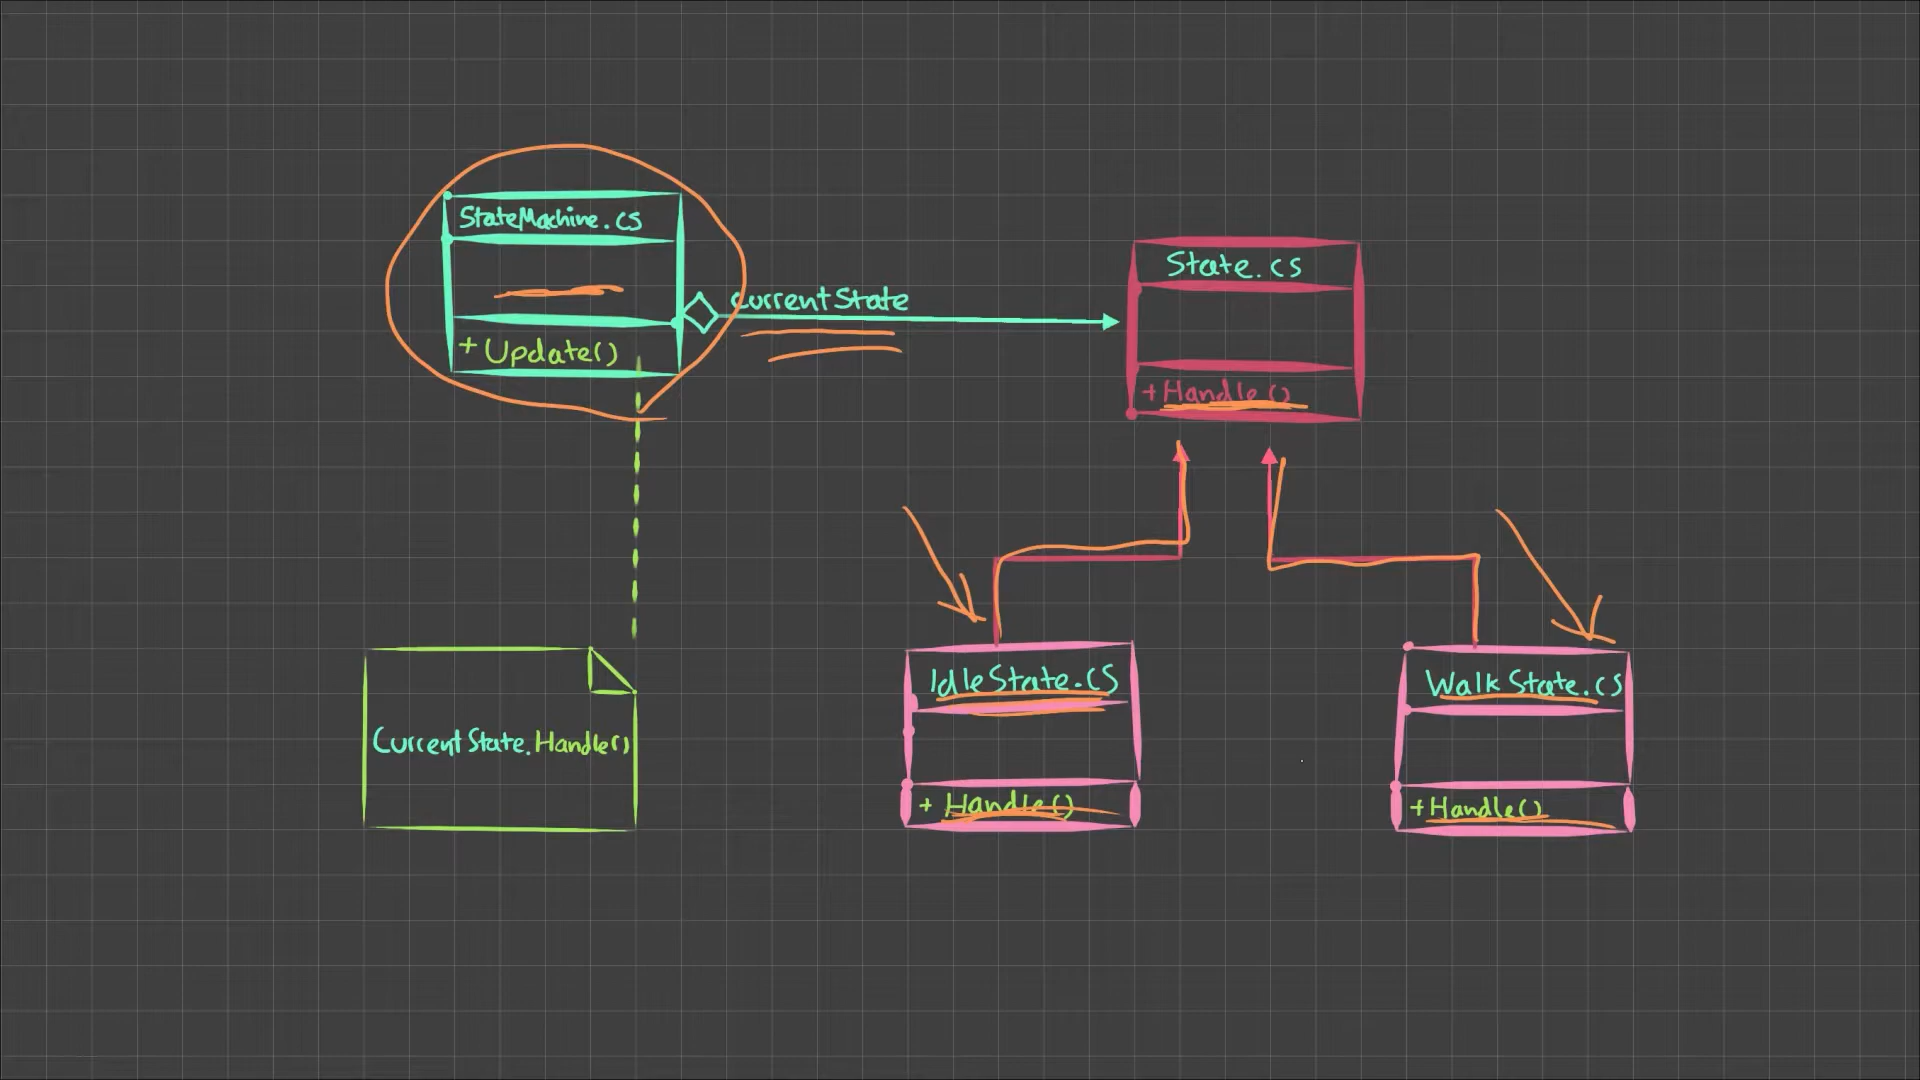 StateMachine.cs
+ Update()
currentState
State.cs
+ Handle()
CurrentState.Handle()
IdleState.cs
+ Handle()
WalkState.cs
+ Handle()